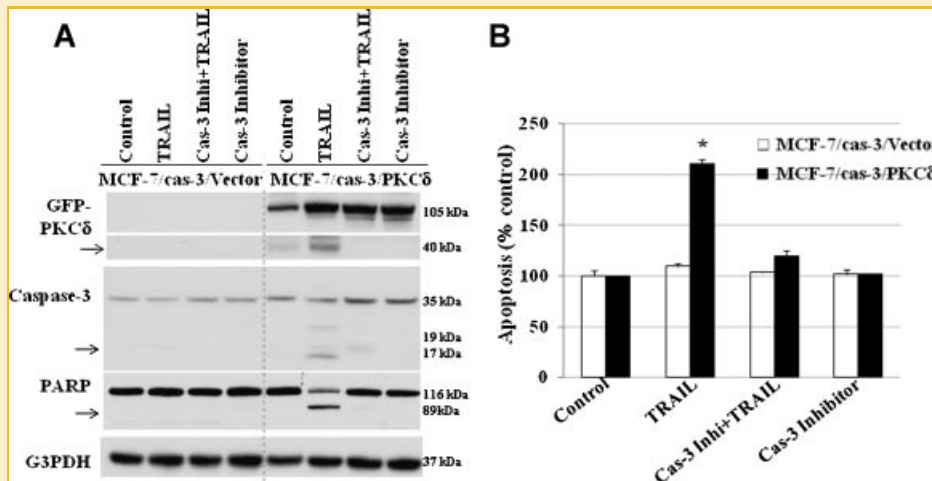 A
Control
TRAIL
Cas-3 Inhi+TRAIL
Cas-3 Inhibitor
Control
TRAIL
Cas-3 Inhi+TRAIL
Cas-3 Inhibitor
MCF-7/cas-3/Vector
MCF-7/cas-3/PKCδ
GFP-
PKCδ
105 kDa
40 kDa
Caspase-3
35 kDa
19 kDa
17 kDa
PARP
116 kDa
89kDa
G3PDH
37 kDa
B
Apoptosis (% control)
250
200
150
100
50
0
*
MCF-7/cas-3/Vector
MCF-7/cas-3/PKCδ
Control
TRAIL
Cas-3 Inhi+TRAIL
Cas-3 Inhibitor